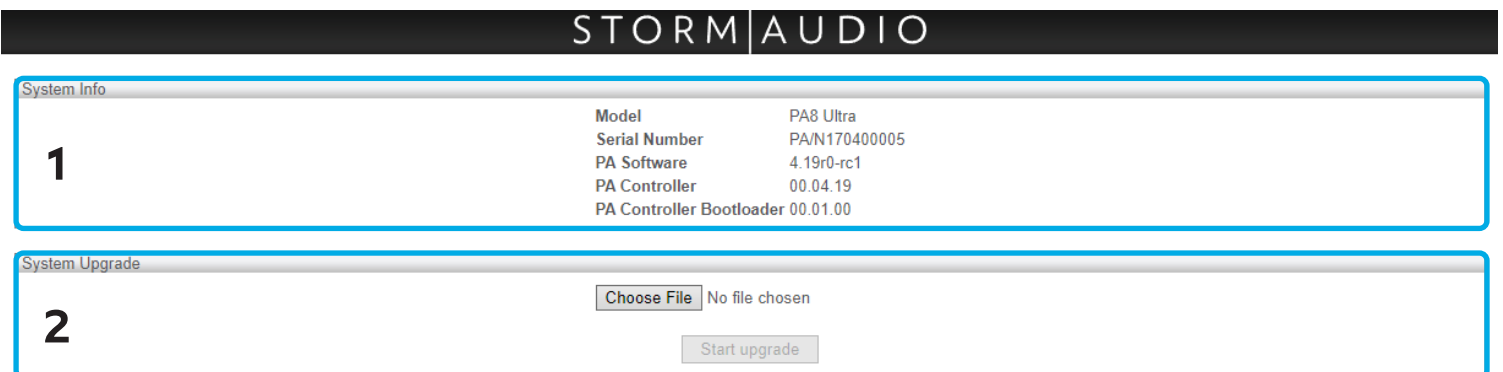 STORM|AUDIO
System Info
1
Model PA8 Ultra
Serial Number PA/N170400005
PA Software 4.19r0-rc1
PA Controller 00.04.19
PA Controller Bootloader 00.01.00
System Upgrade
2
Choose File No file chosen
Start upgrade